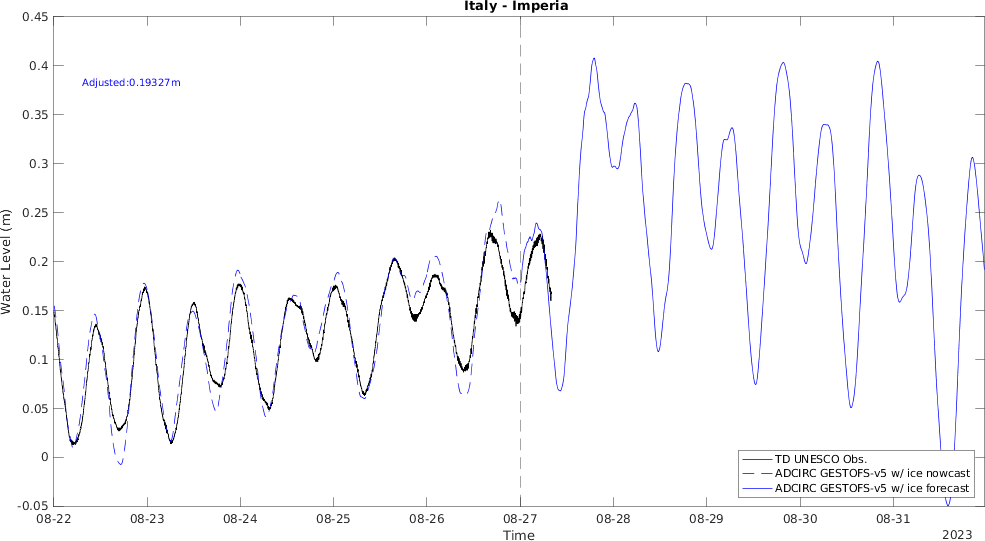 Italy - Imperia
0.45
0.4
0.35
0.3
0.25
0.2
0.15
0.1
0.05
0
-0.05
Water Level (m)
Adjusted:0.19327m
TD UNESCO Obs.
ADCIRC GESTOFS-v5 w/ ice nowcast
ADCIRC GESTOFS-v5 w/ ice forecast
08-22 08-23 08-24 08-25 08-26 08-27 08-28 08-29 08-30 08-31
Time
2023